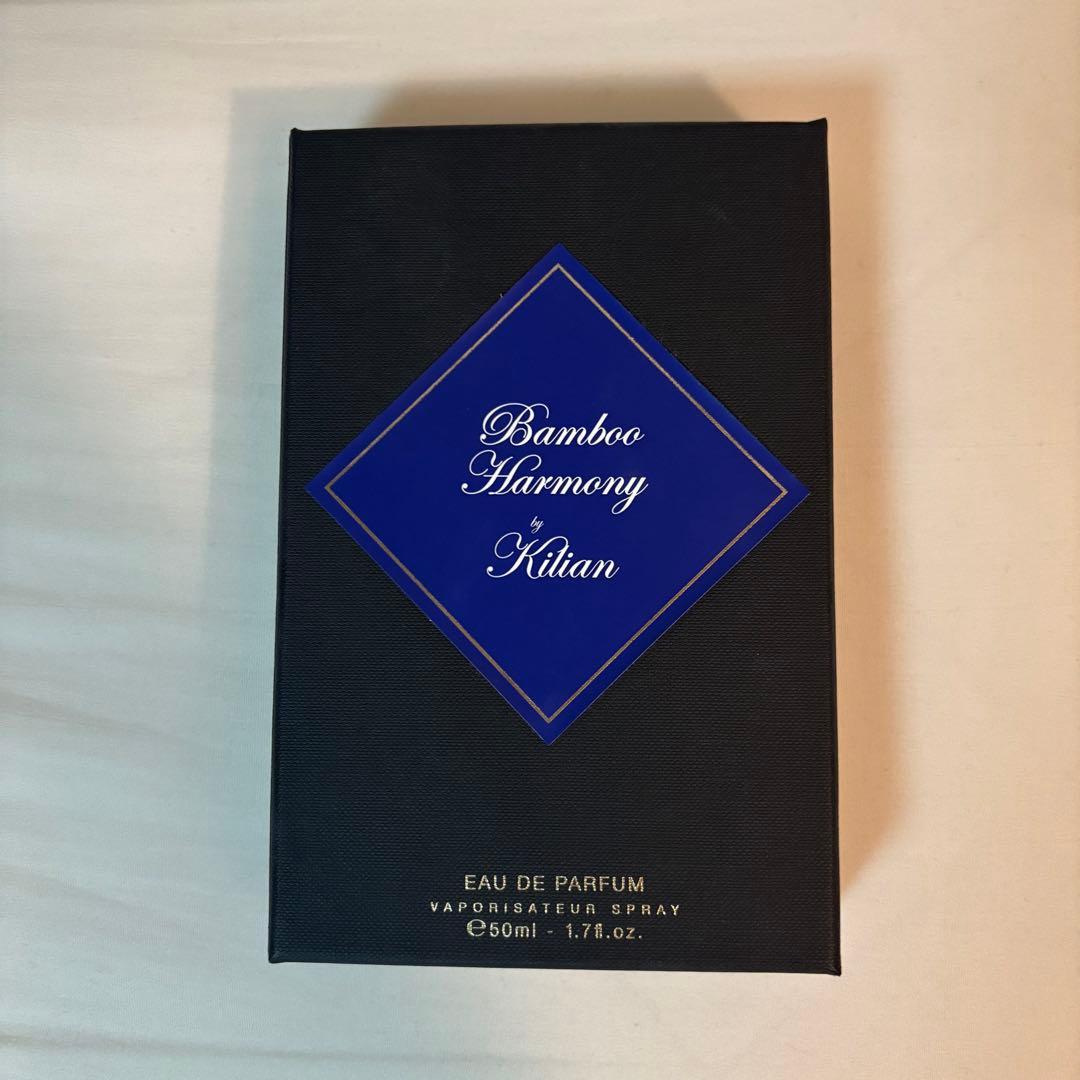 Bamboo
Harmony
by
Kilian
EAU DE PARFUM
VAPORISATEUR SPRAY
℮50ml - 1.7fl.oz.